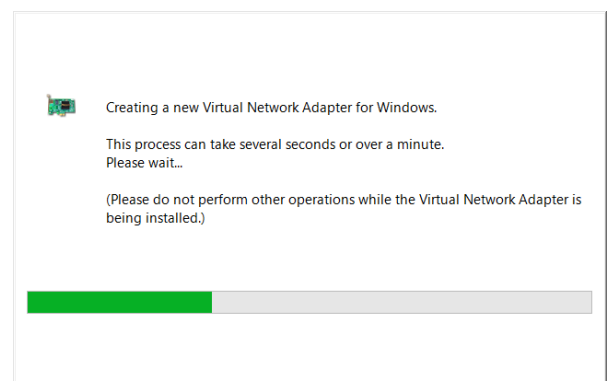 Creating a new Virtual Network Adapter for Windows.
This process can take several seconds or over a minute.
Please wait...
(Please do not perform other operations while the Virtual Network Adapter is
being installed.)